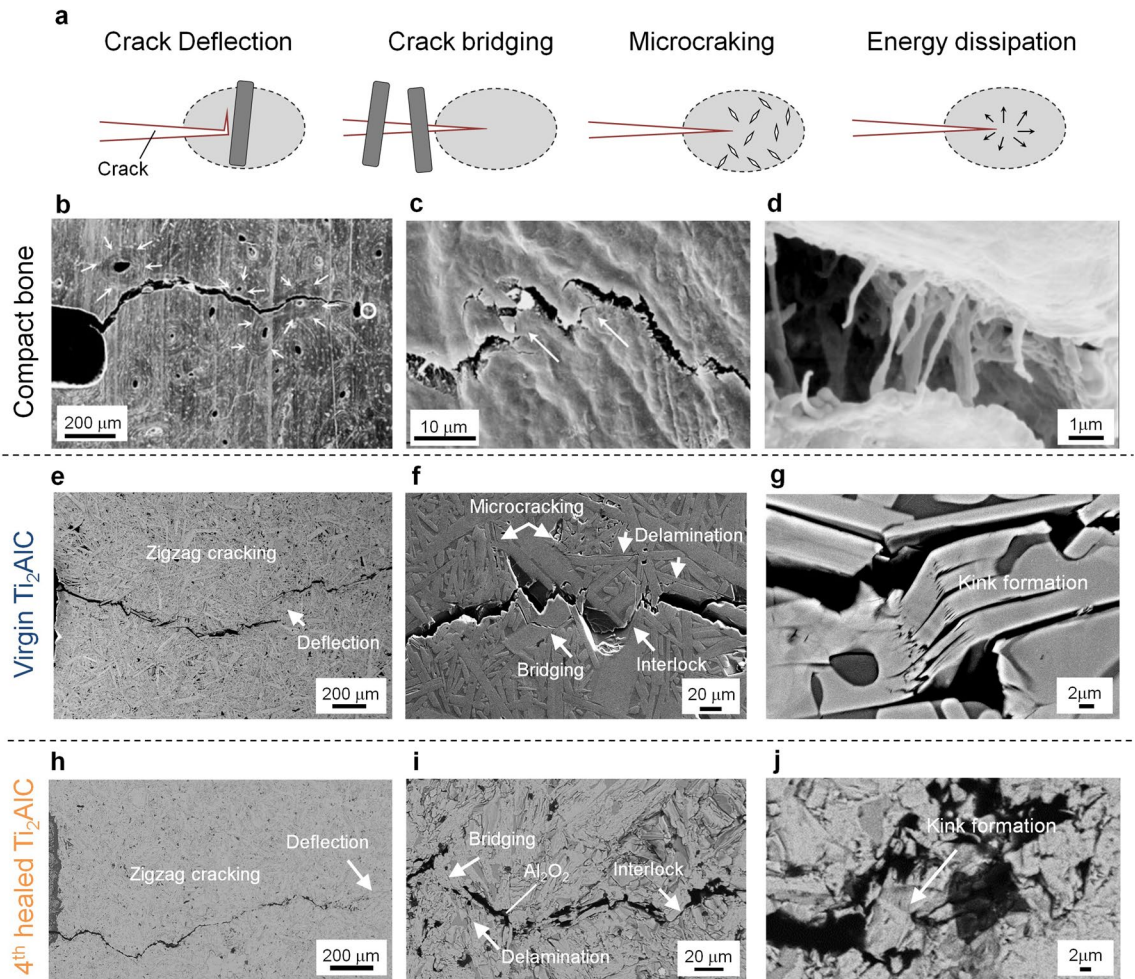 a
Crack Deflection
Crack bridging
Microcraking
Energy dissipation
Crack
Compact bone
b
200 μm
c
10 μm
d
1μm
Virgin Ti₂AlC
e
Zigzag cracking
Deflection
200 μm
f
Microcracking
Delamination
Bridging
Interlock
20 μm
g
Kink formation
2μm
4th healed Ti₂AlC
h
Deflection
Zigzag cracking
200 μm
i
Bridging
Al₂O₂
Interlock
Delamination
20 μm
j
Kink formation
2μm